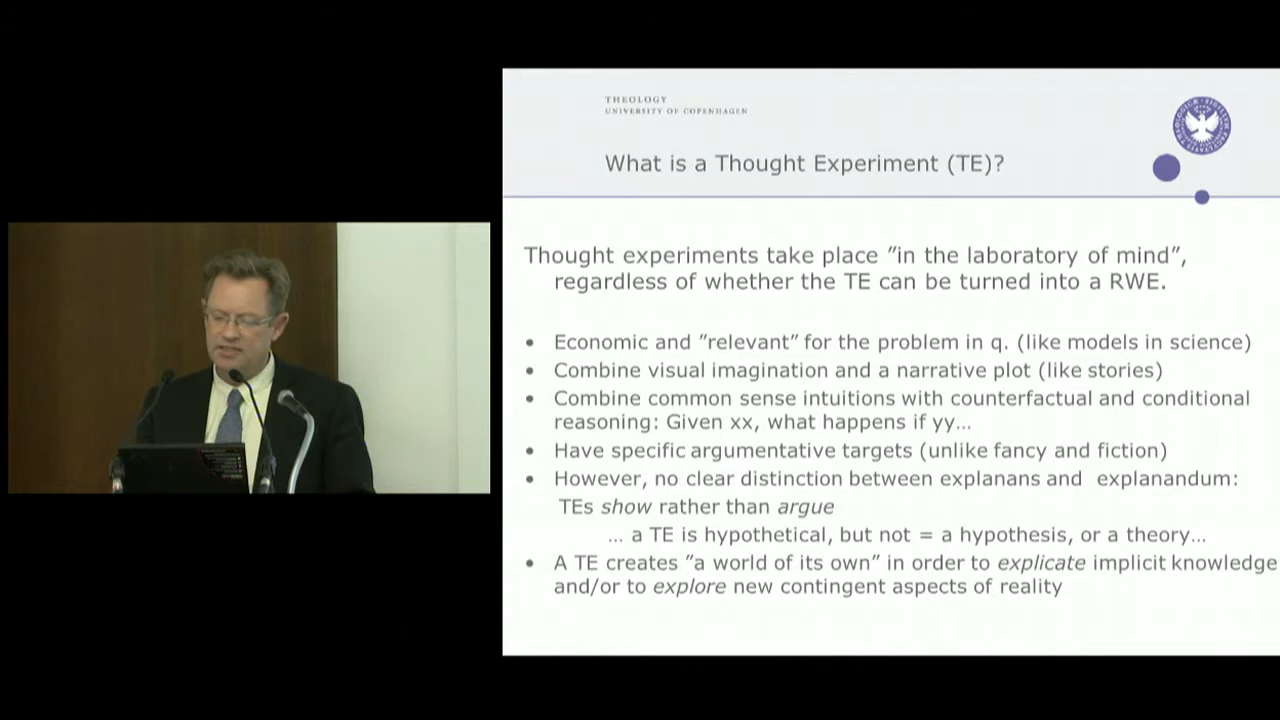 THEOLOGY
UNIVERSITY OF COPENHAGEN
What is a Thought Experiment (TE)?
Thought experiments take place ”in the laboratory of mind”,
regardless of whether the TE can be turned into a RWE.
• Economic and ”relevant” for the problem in q. (like models in science)
• Combine visual imagination and a narrative plot (like stories)
• Combine common sense intuitions with counterfactual and conditional
reasoning: Given xx, what happens if yy…
• Have specific argumentative targets (unlike fancy and fiction)
• However, no clear distinction between explanans and explanandum:
TEs show rather than argue
… a TE is hypothetical, but not = a hypothesis, or a theory…
• A TE creates ”a world of its own” in order to explicate implicit knowledge
and/or to explore new contingent aspects of reality